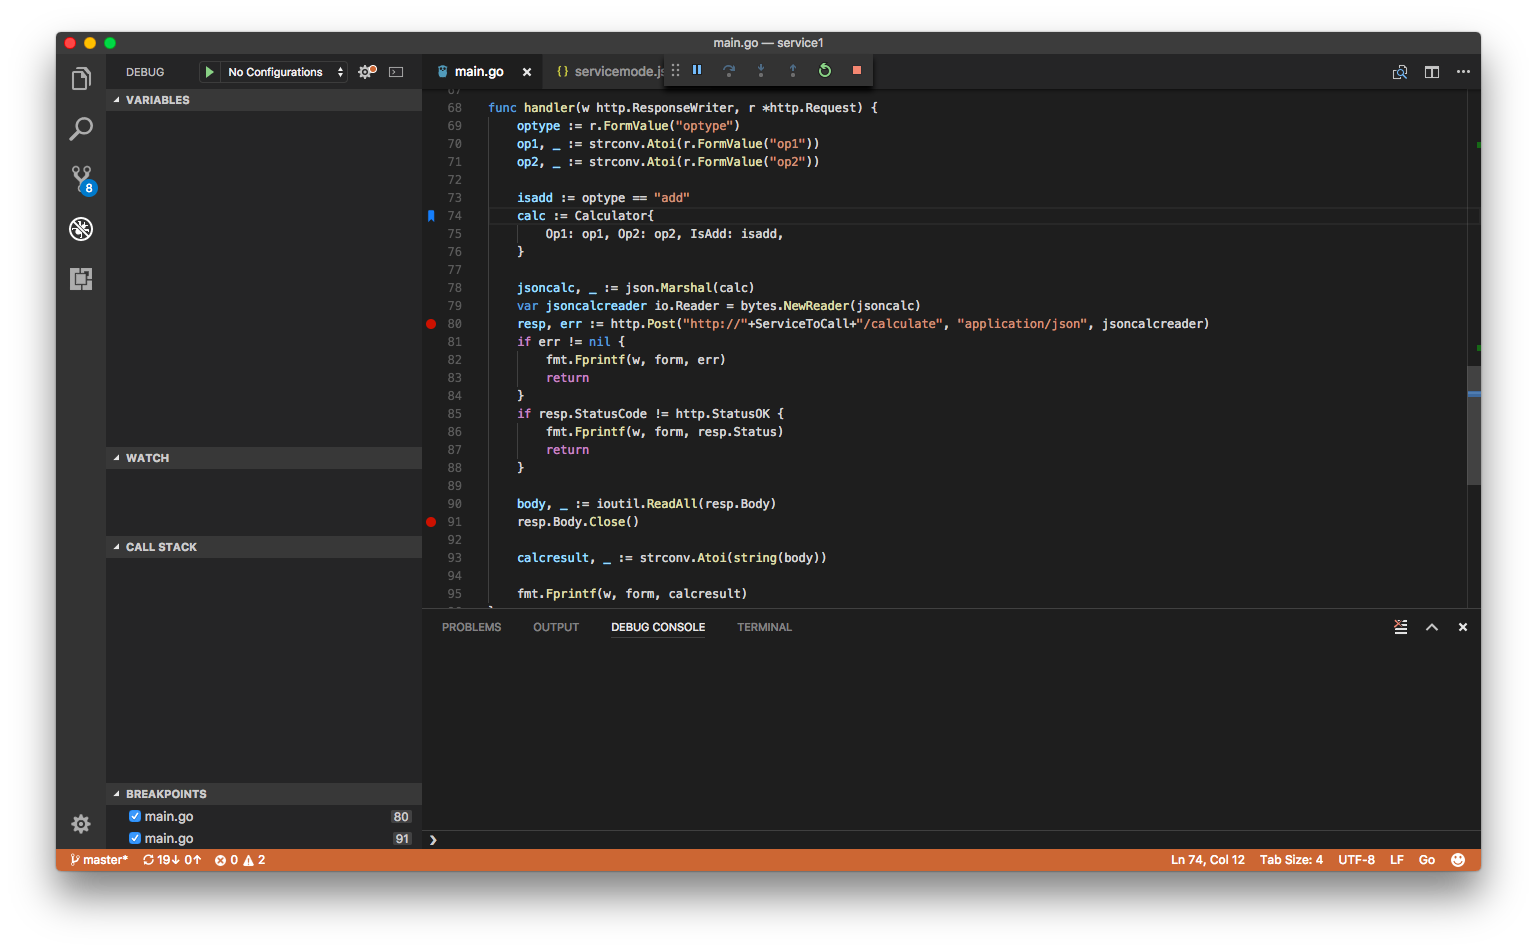 main.go — service1
DEBUG
No Configurations
main.go
servicemode.js
VARIABLES
67
68 func handler(w http.ResponseWriter, r *http.Request) {
69 optype := r.FormValue("optype")
70 op1, _ := strconv.Atoi(r.FormValue("op1"))
71 op2, _ := strconv.Atoi(r.FormValue("op2"))
72
73 isadd := optype == "add"
74 calc := Calculator{
75 Op1: op1, Op2: op2, IsAdd: isadd,
76 }
77
78 jsoncalc, _ := json.Marshal(calc)
79 var jsoncalcreader io.Reader = bytes.NewReader(jsoncalc)
80 resp, err := http.Post("http://"+ServiceToCall+"/calculate", "application/json", jsoncalcreader)
81 if err != nil {
82 fmt.Fprintf(w, form, err)
83 return
84 }
85 if resp.StatusCode != http.StatusOK {
86 fmt.Fprintf(w, form, resp.Status)
87 return
88 }
89
90 body, _ := ioutil.ReadAll(resp.Body)
91 resp.Body.Close()
92
93 calcresult, _ := strconv.Atoi(string(body))
94
95 fmt.Fprintf(w, form, calcresult)
8
WATCH
CALL STACK
BREAKPOINTS
main.go 80
main.go 91
PROBLEMS OUTPUT DEBUG CONSOLE TERMINAL
master* 19↓ 0↑ 0 2
Ln 74, Col 12 Tab Size: 4 UTF-8 LF Go